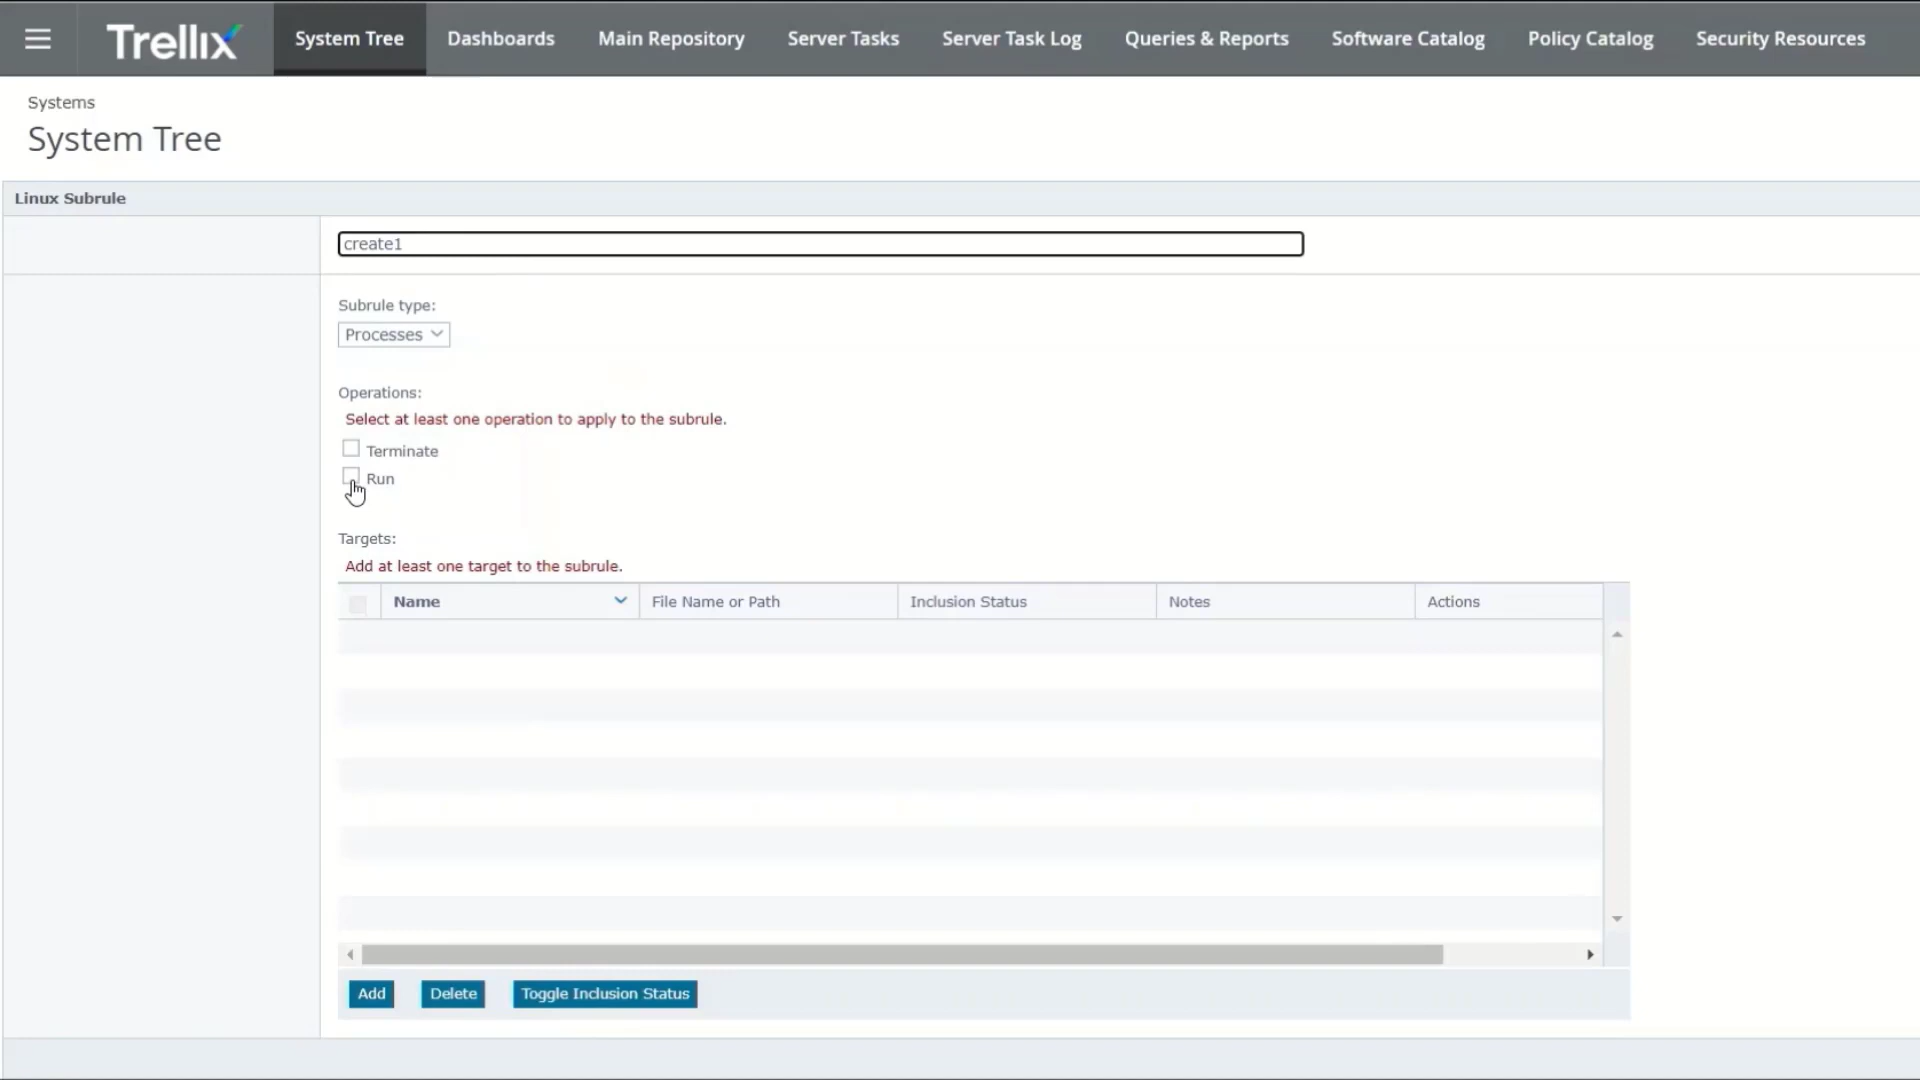 Trellix System Tree Dashboards Main Repository Server Tasks Server Task Log Queries & Reports Software Catalog Policy Catalog Security Resources
Systems
System Tree
Linux Subrule
create1
Subrule type:
Processes
Operations:
Select at least one operation to apply to the subrule.
Terminate
Run
Targets:
Add at least one target to the subrule.
Name File Name or Path Inclusion Status Notes Actions
Add Delete Toggle Inclusion Status